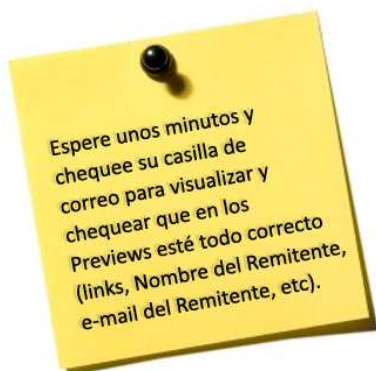 Espere unos minutos y
chequee su casilla de
correo para visualizar y
chequear que en los
Previews esté todo correcto
(links, Nombre del Remitente,
e-mail del Remitente, etc).